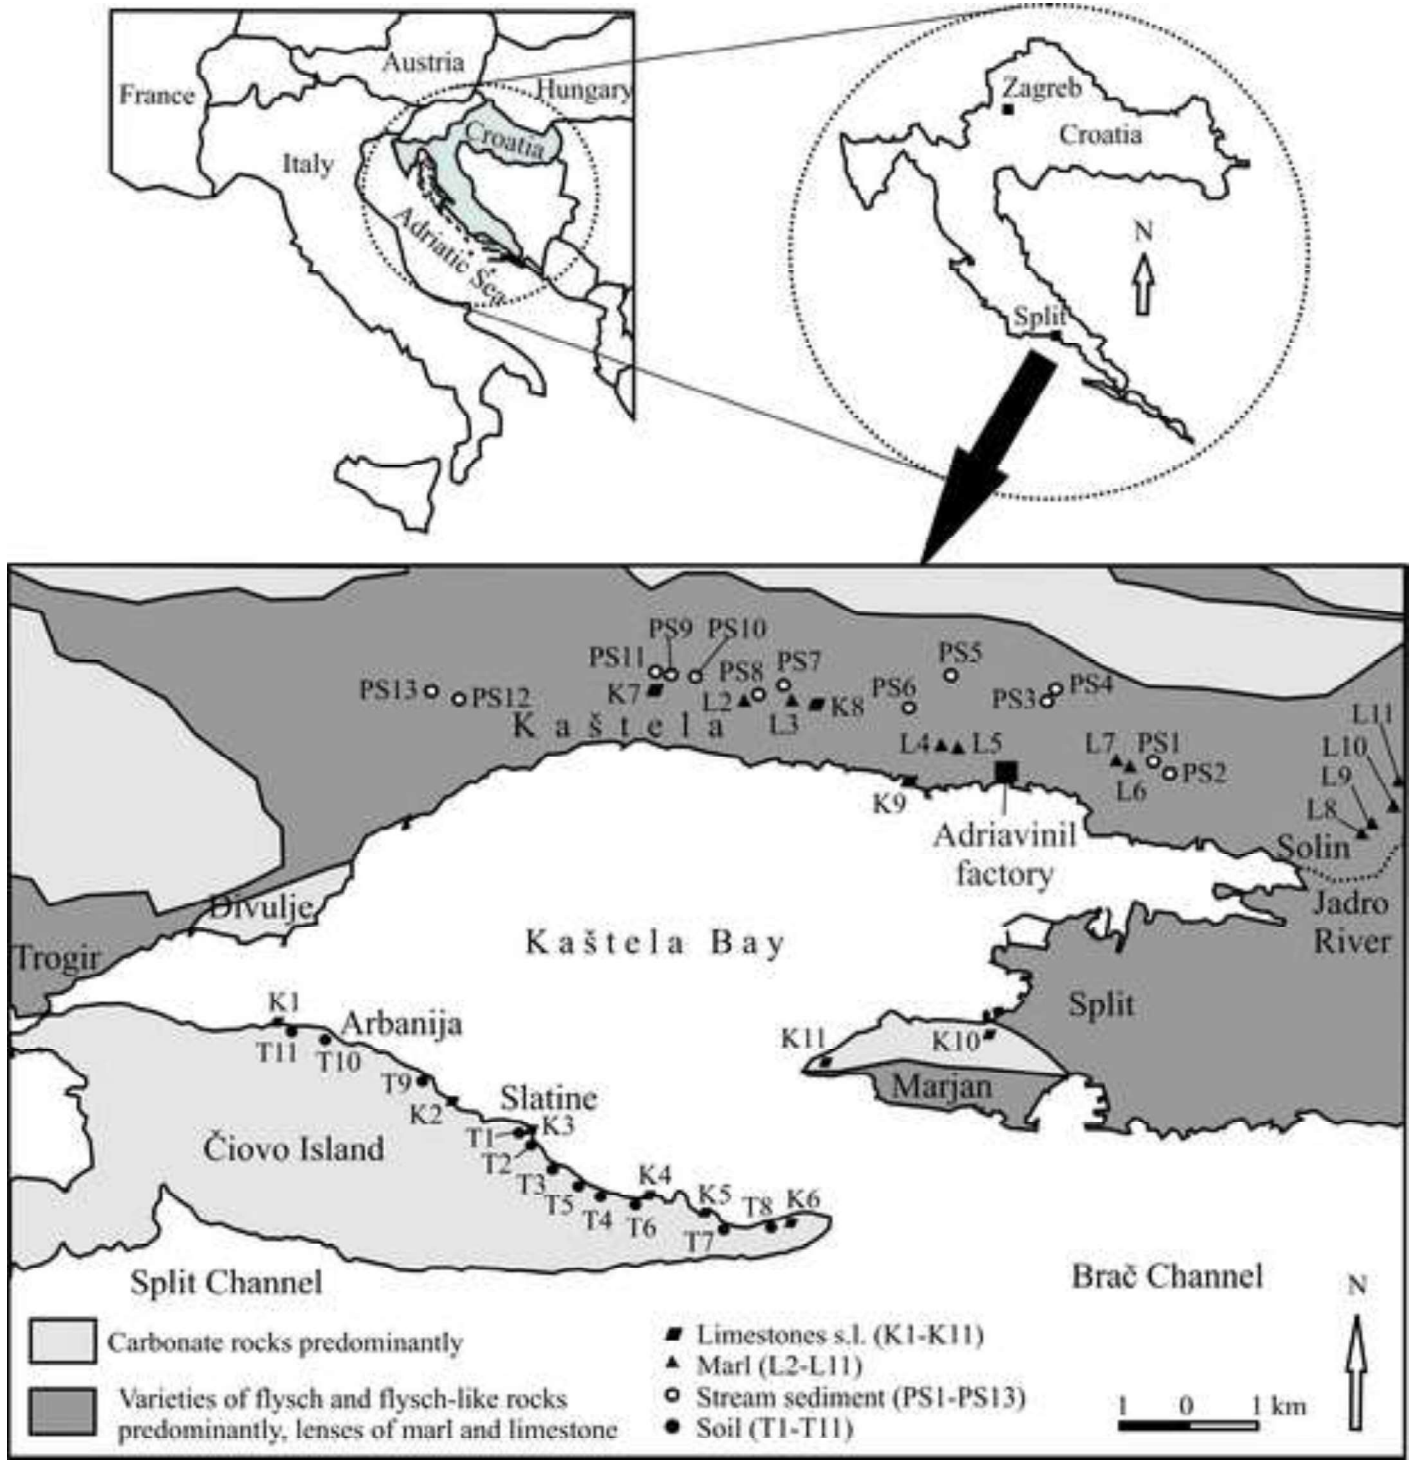 France
Austria
Hungary
Croatia
Italy
Adriatic Sea
Zagreb
Croatia
N
Split
PS9
PS10
PS11
PS7
PS5
PS8
PS4
PS13
PS12
K7
L2
K8
PS6
PS3
L3
Kaštela
L11
L10
L4
L5
L7
PS1
L9
PS2
L6
K9
L8
Adriavinil
factory
Solin
Divulje
Jadro
River
Trogir
Kaštela Bay
Split
K1
Arbanija
T11
T10
K11
K10
T9
Marjan
K2
Slatine
T1
K3
Čiovo Island
T2
T3
K4
T5
K5
T8
K6
T4
T6
T7
Split Channel
Brač Channel
N
Carbonate rocks predominantly
Varieties of flysch and flysch-like rocks
predominantly, lenses of marl and limestone
Limestones s.l. (K1-K11)
Marl (L2-L11)
Stream sediment (PS1-PS13)
Soil (T1-T11)
1 0 1 km